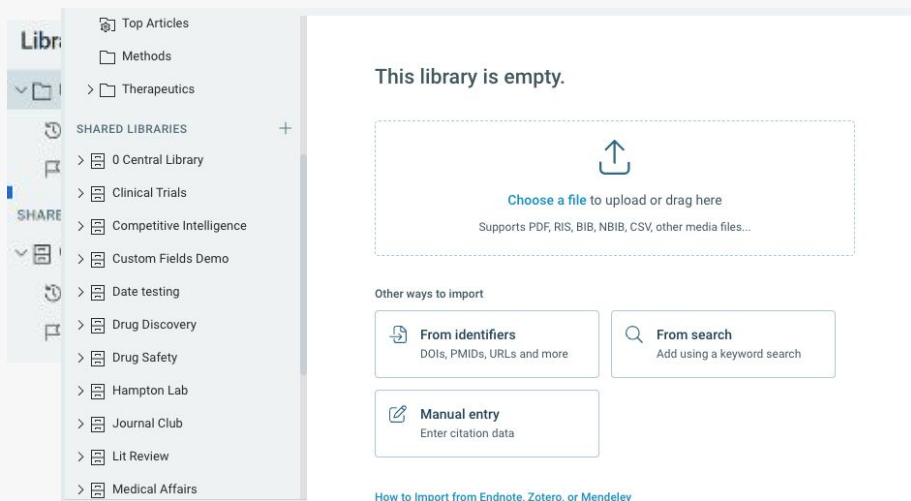 Top Articles
Methods
Therapeutics
SHARED LIBRARIES
0 Central Library
Clinical Trials
Competitive Intelligence
Custom Fields Demo
Date testing
Drug Discovery
Drug Safety
Hampton Lab
Journal Club
Lit Review
Medical Affairs
Libr
SHARE
This library is empty.
Choose a file to upload or drag here
Supports PDF, RIS, BIB, NBIB, CSV, other media files...
Other ways to import
From identifiers
DOIs, PMIDs, URLs and more
From search
Add using a keyword search
Manual entry
Enter citation data
How to Import from Endnote, Zotero, or Mendeley